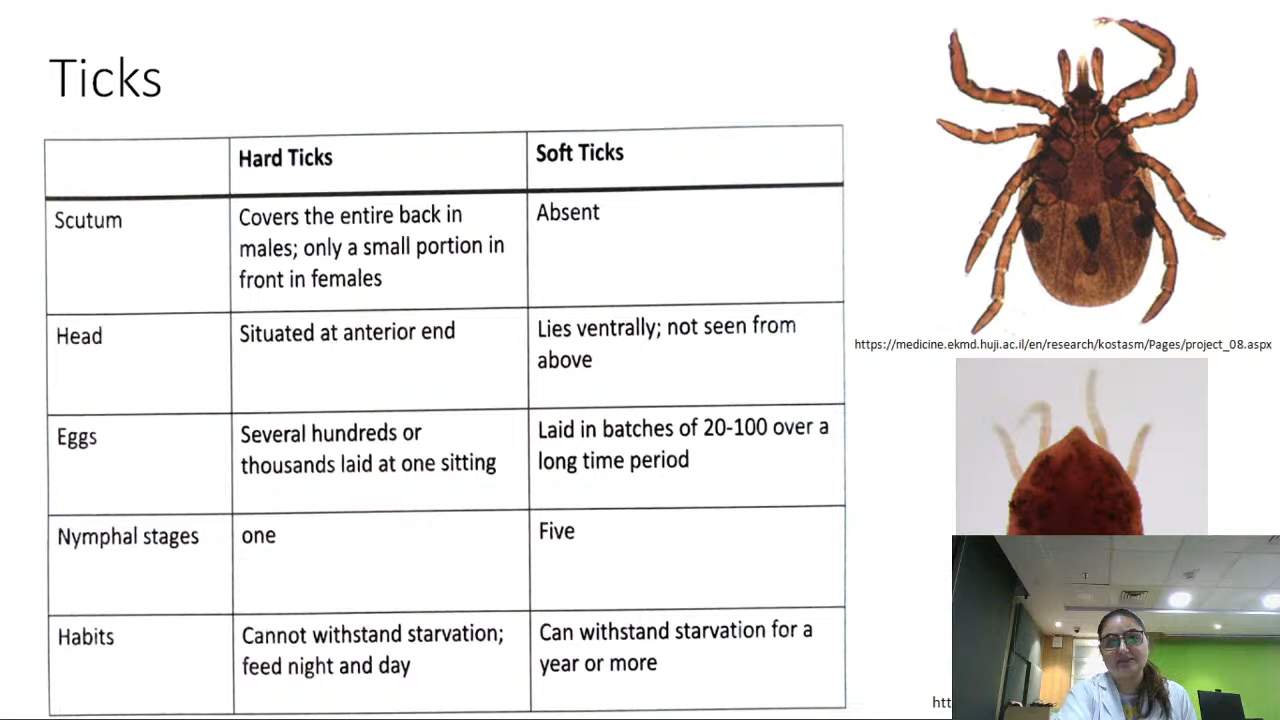 Ticks
Hard Ticks
Soft Ticks
Scutum
Covers the entire back in
males; only a small portion in
front in females
Absent
Head
Situated at anterior end
Lies ventrally; not seen from
above
Eggs
Several hundreds or
thousands laid at one sitting
Laid in batches of 20-100 over a
long time period
Nymphal stages
one
Five
Habits
Cannot withstand starvation;
feed night and day
Can withstand starvation for a
year or more
https://medicine.ekmd.huji.ac.il/en/research/kostasm/Pages/project_08.aspx